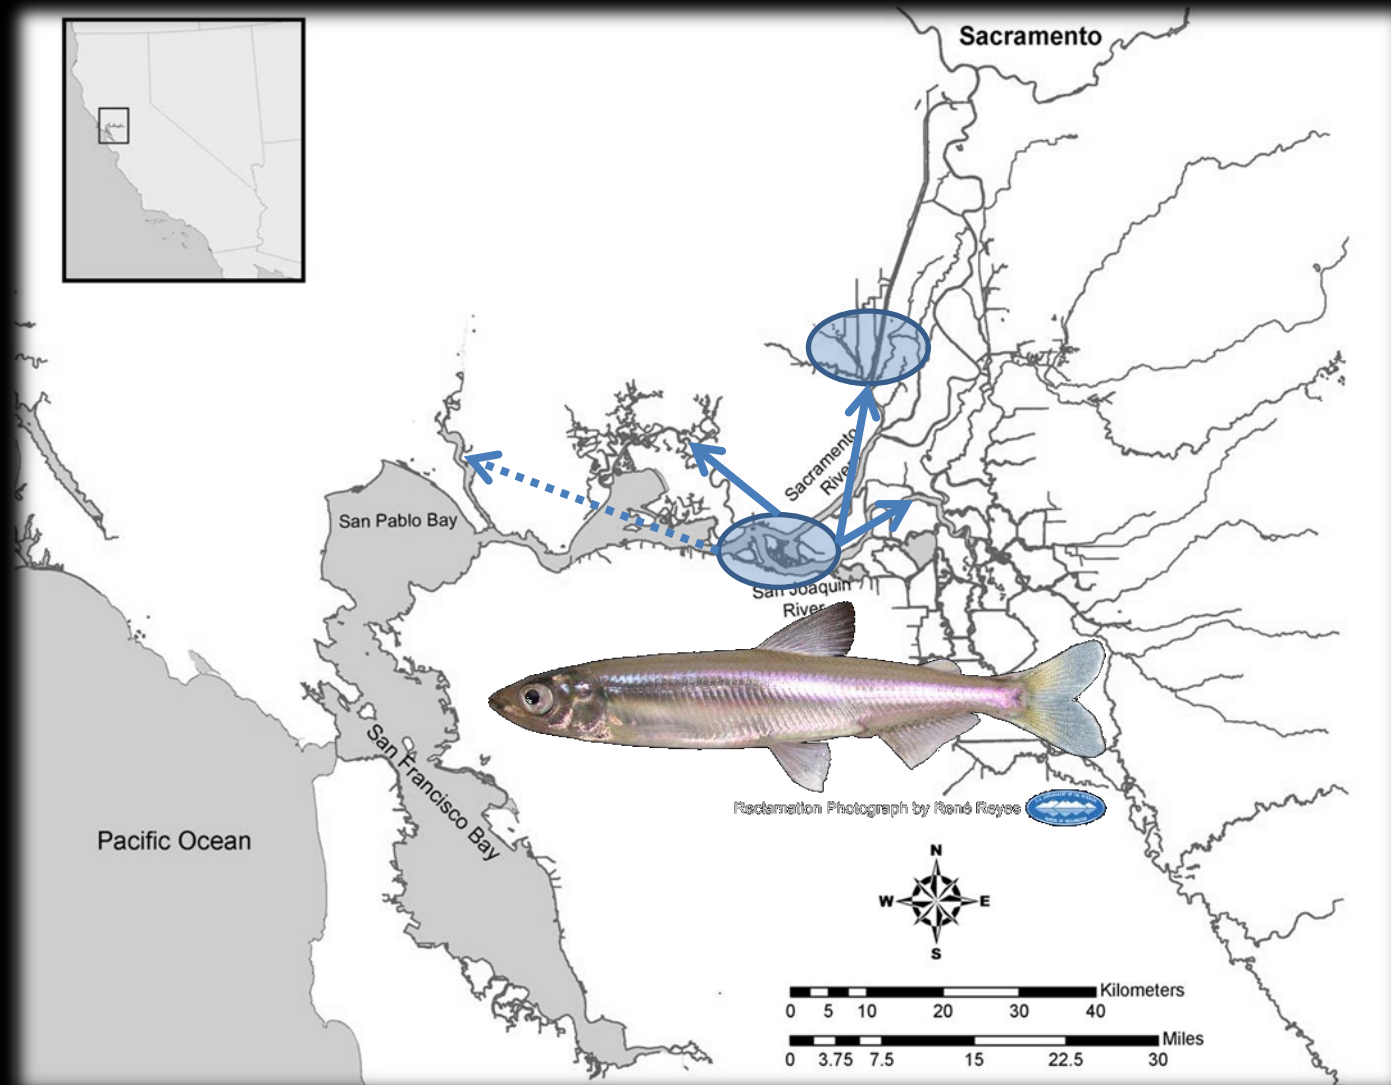 Sacramento
Sacramento
River
San Pablo Bay
San Joaquin
River
San Francisco Bay
Reclamation Photograph by René Reyes
Pacific Ocean
N
W
E
S
Kilometers
0 5 10 20 30 40
Miles
0 3.75 7.5 15 22.5 30